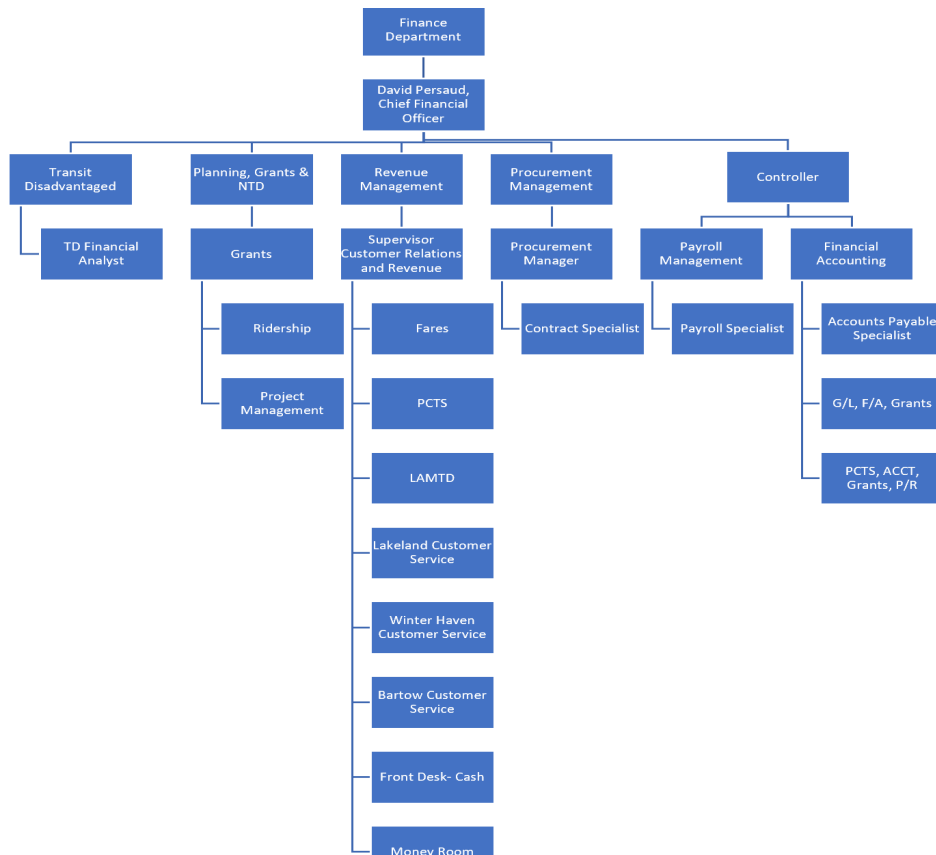 Finance
Department
David Persaud,
Chief Financial
Officer
Transit
Disadvantaged
Planning, Grants &
NTD
Revenue
Management
Procurement
Management
Controller
TD Financial
Analyst
Grants
Supervisor
Customer Relations
and Revenue
Procurement
Manager
Payroll
Management
Financial
Accounting
Ridership
Fares
Contract Specialist
Payroll Specialist
Accounts Payable
Specialist
Project
Management
PCTS
G/L, F/A, Grants
LAMTD
PCTS, ACCT,
Grants, P/R
Lakeland Customer
Service
Winter Haven
Customer Service
Bartow Customer
Service
Front Desk- Cash
Money Room